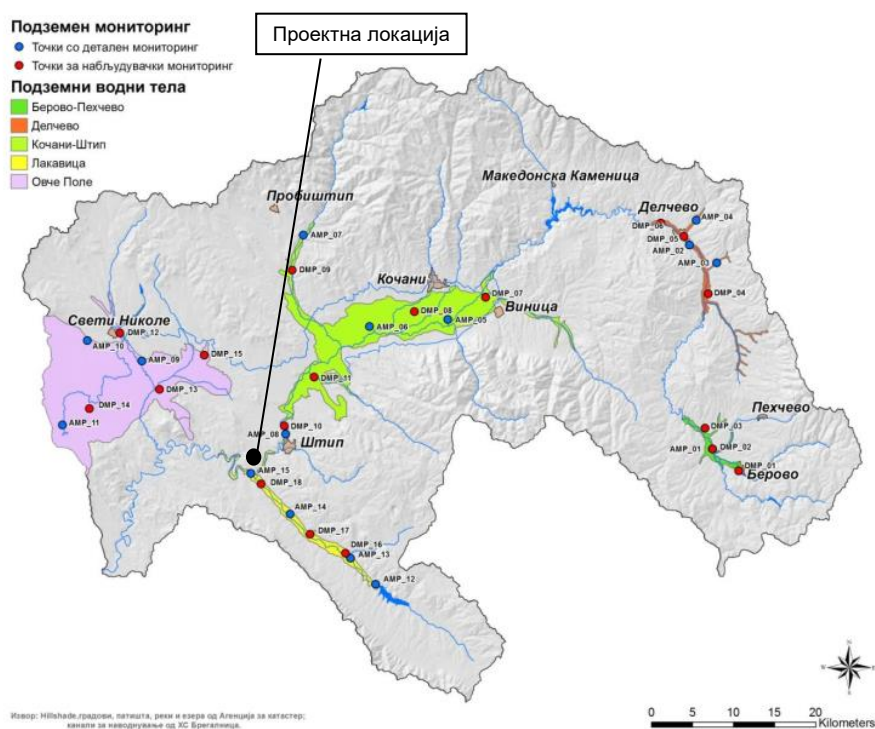 Проектна локација
Подземен мониторинг
Точки со детален мониторинг
Точки за набљудувачки мониторинг
Подземни водни тела
Берово-Пехчево
Делчево
Кочани-Штип
Лакавица
Овче Поле
Пробиштип
Македонска Каменица
Делчево
AMP_04
DMP_06
DMP_05
AMP_02
AMP_03
DMP_04
AMP_07
DMP_09
Кочани
DMP_07
DMP_08
Виница
AMP_06
AMP_05
Свети Николе
DMP_12
AMP_10
AMP_09
DMP_15
DMP_13
DMP_14
AMP_11
DMP_11
DMP_10
AMP_08
Штип
Пехчево
DMP_03
DMP_02
AMP_01
DMP_01
Берово
AMP_15
DMP_18
AMP_14
DMP_17
DMP_16
AMP_13
AMP_12
N
W
E
S
Извор: Hillshade,градови, патишта, реки и езера од Агенција за катастер;
канали за наводнување од ХС Брегалница.
0 5 10 15 20
Kilometers